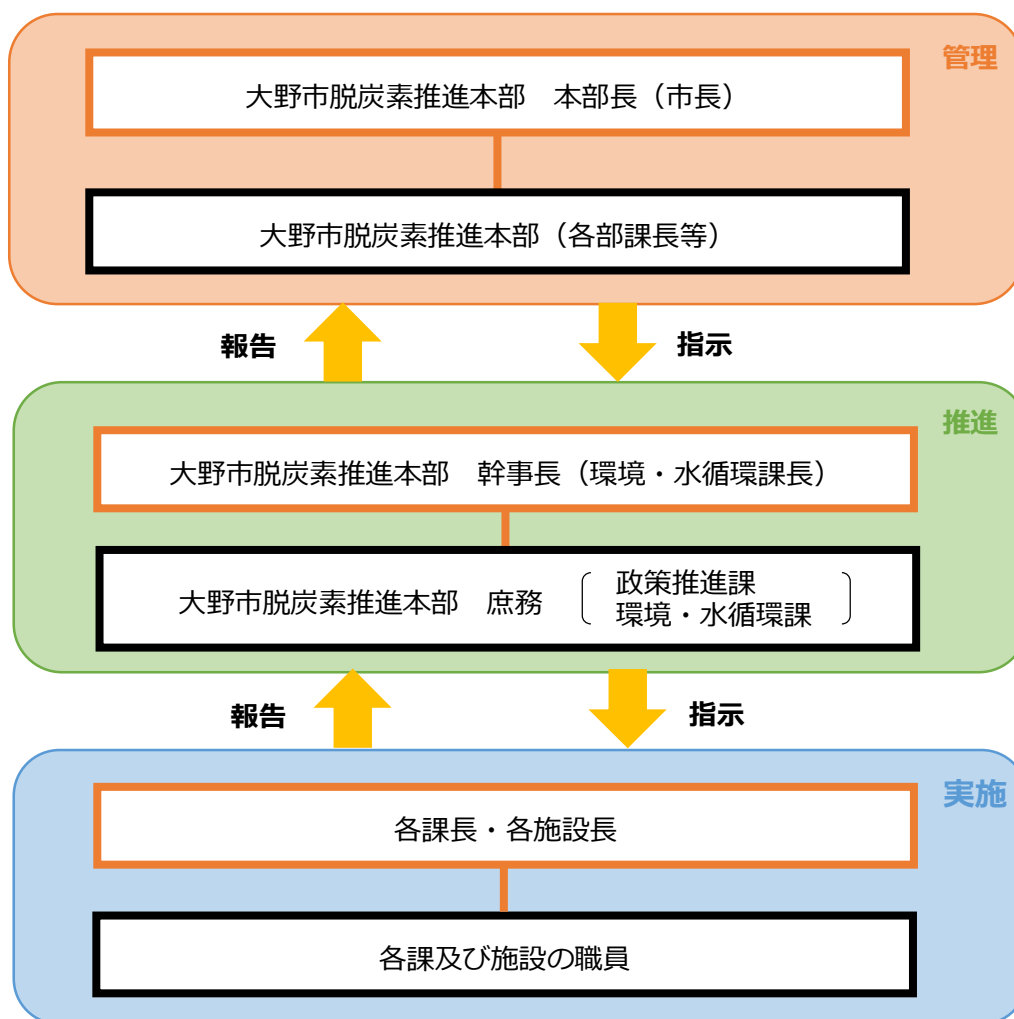 管理
大野市脱炭素推進本部　本部長（市長）
大野市脱炭素推進本部（各部課長等）
報告
指示
推進
大野市脱炭素推進本部　幹事長（環境・水循環課長）
大野市脱炭素推進本部　庶務
政策推進課
環境・水循環課
報告
指示
実施
各課長・各施設長
各課及び施設の職員